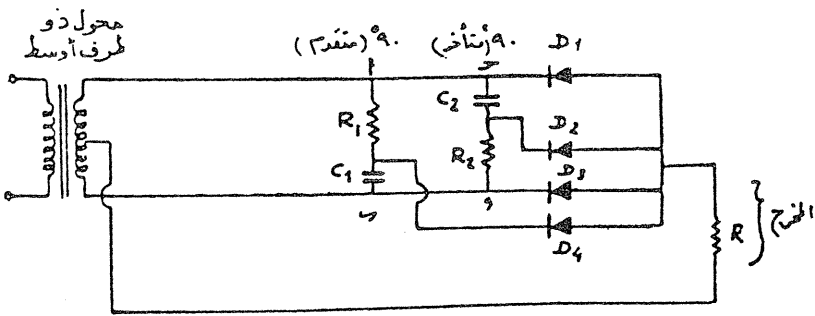 محول ذو
طرف أوسط
٩٠° (متقدم)
٩٠° (متأخر)
D1
C2
R1
D2
R2
C1
D3
D4
R
الخرج